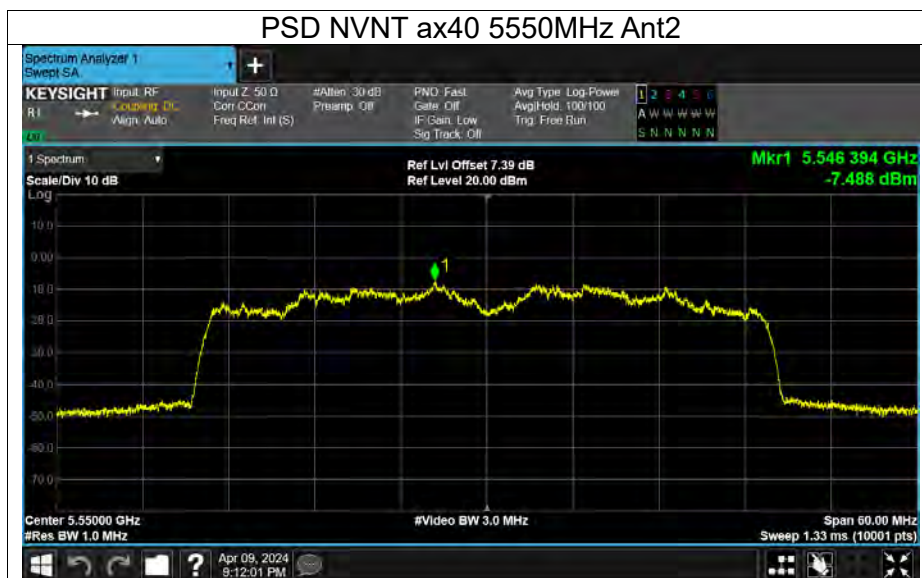 PSD NVNT ax40 5550MHz Ant2
Spectrum Analyzer 1
Swept SA
+
KEYSIGHT
Input: RF
Coupling: DC
Align: Auto
Input Z: 50 Ω
Corr CCorr
Freq Ref: Int (S)
#Atten: 30 dB
Preamp: Off
PNO: Fast
Gate: Off
IF Gain: Low
Sig Track: Off
Avg Type: Log-Power
Avg|Hold: 100/100
Trig: Free Run
1 2 3 4 5 6
A W W W W W
S N N N N N
1 Spectrum
Scale/Div 10 dB
Ref Lvl Offset 7.39 dB
Ref Level 20.00 dBm
Mkr1 5.546 394 GHz
-7.488 dBm
Log
10.0
0.00
-10.0
-20.0
-30.0
-40.0
-50.0
-60.0
-70.0
1
Center 5.55000 GHz
#Res BW 1.0 MHz
#Video BW 3.0 MHz
Span 60.00 MHz
Sweep 1.33 ms (10001 pts)
?
Apr 09, 2024
9:12:01 PM